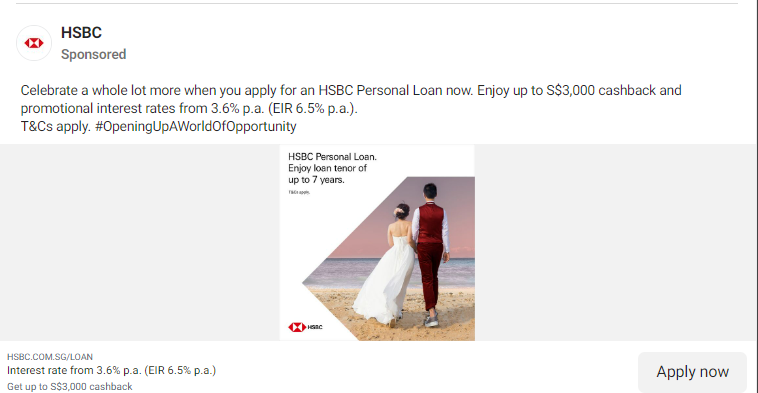 HSBC
Sponsored
Celebrate a whole lot more when you apply for an HSBC Personal Loan now. Enjoy up to S$3,000 cashback and
promotional interest rates from 3.6% p.a. (EIR 6.5% p.a.).
T&Cs apply. #OpeningUpAWorldOfOpportunity
HSBC Personal Loan.
Enjoy loan tenor of
up to 7 years.
T&Cs apply.
HSBC
HSBC.COM.SG/LOAN
Interest rate from 3.6% p.a. (EIR 6.5% p.a.)
Get up to S$3,000 cashback
Apply now